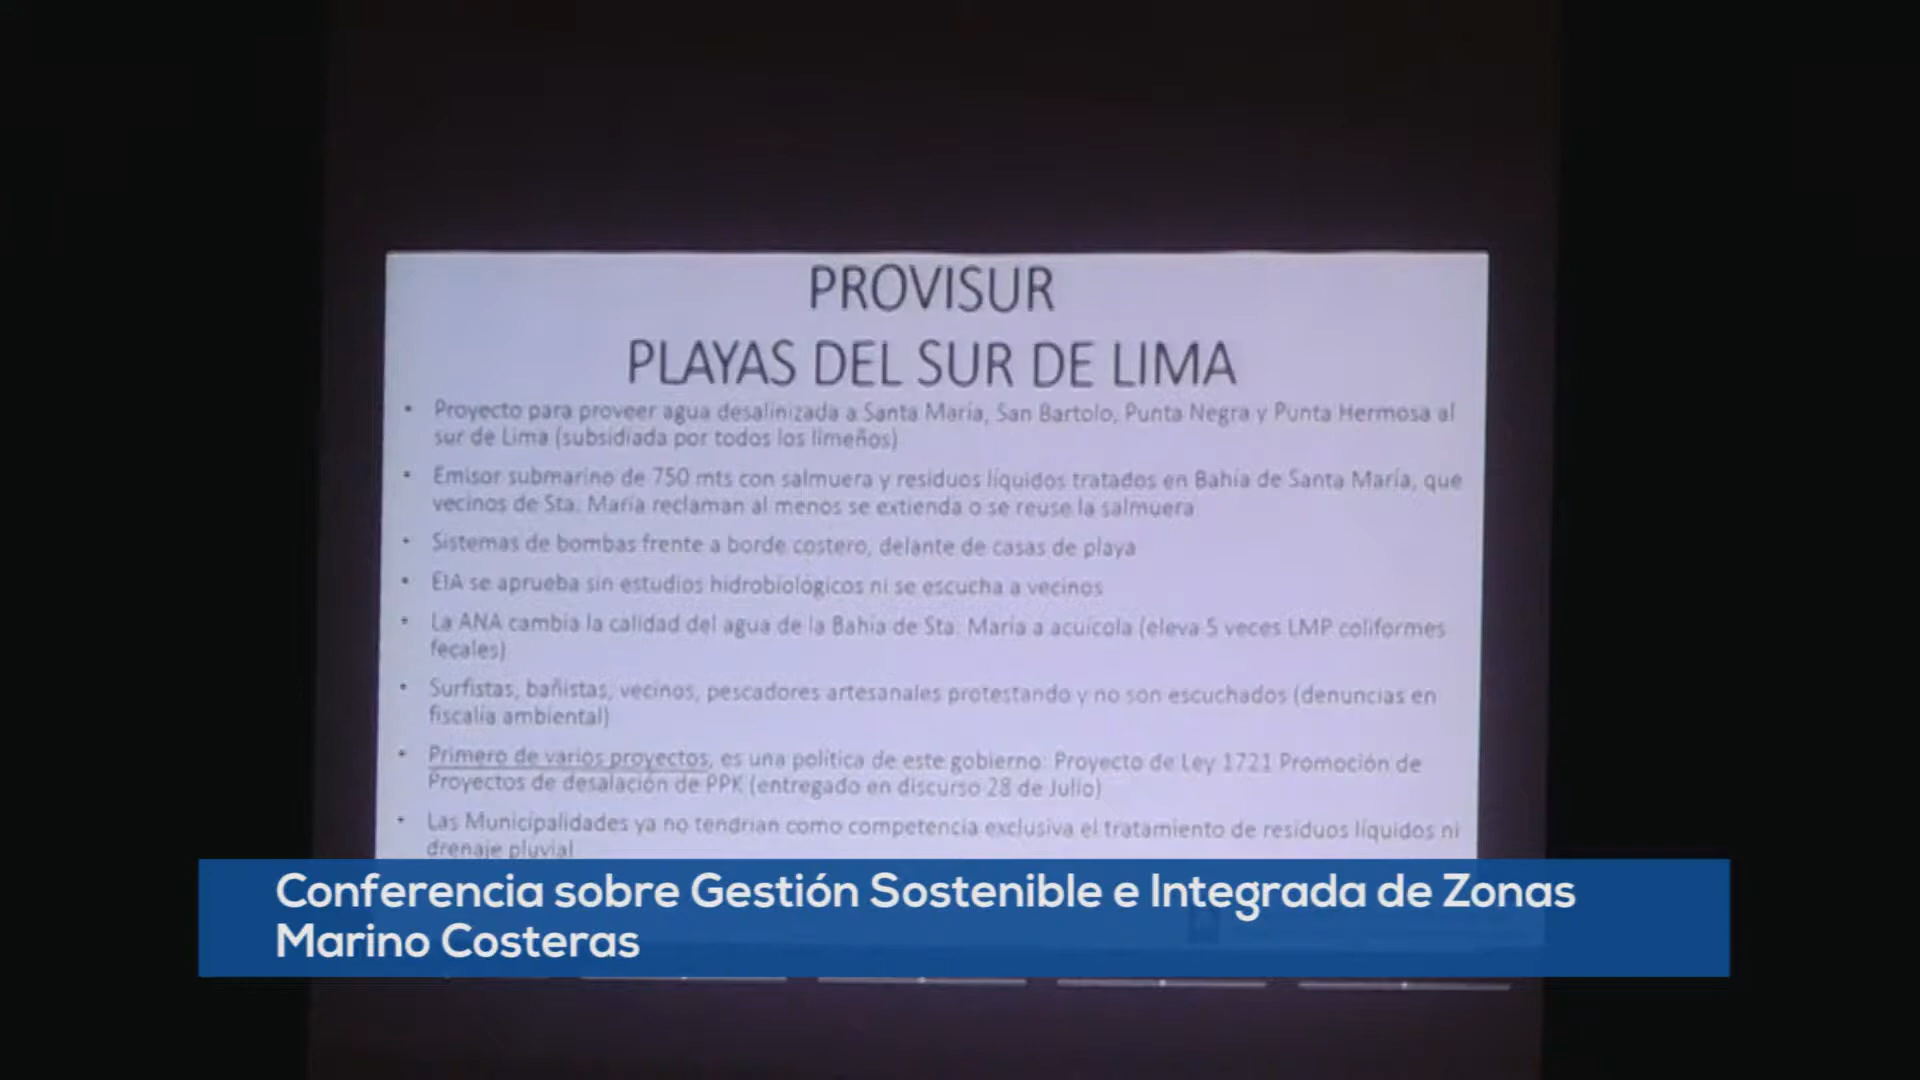 PROVISUR
PLAYAS DEL SUR DE LIMA
• Proyecto para proveer agua desalinizada a Santa María, San Bartolo, Punta Negra y Punta Hermosa al
sur de Lima (subsidiada por todos los limeños)
• Emisor submarino de 750 mts con salmuera y residuos líquidos tratados en Bahía de Santa María, que
vecinos de Sta. María reclaman al menos se extienda o se reuse la salmuera
• Sistemas de bombas frente a borde costero, delante de casas de playa
• EIA se aprueba sin estudios hidrobiológicos ni se escucha a vecinos
• La ANA cambia la calidad del agua de la Bahía de Sta. María a acuícola (eleva 5 veces LMP coliformes
fecales)
• Surfistas, bañistas, vecinos, pescadores artesanales protestando y no son escuchados (denuncias en
fiscalía ambiental)
• Primero de varios proyectos, es una política de este gobierno: Proyecto de Ley 1721 Promoción de
Proyectos de desalación de PPK (entregado en discurso 28 de Julio)
• Las Municipalidades ya no tendrían como competencia exclusiva el tratamiento de residuos líquidos ni
drenaje pluvial
Conferencia sobre Gestión Sostenible e Integrada de Zonas
Marino Costeras